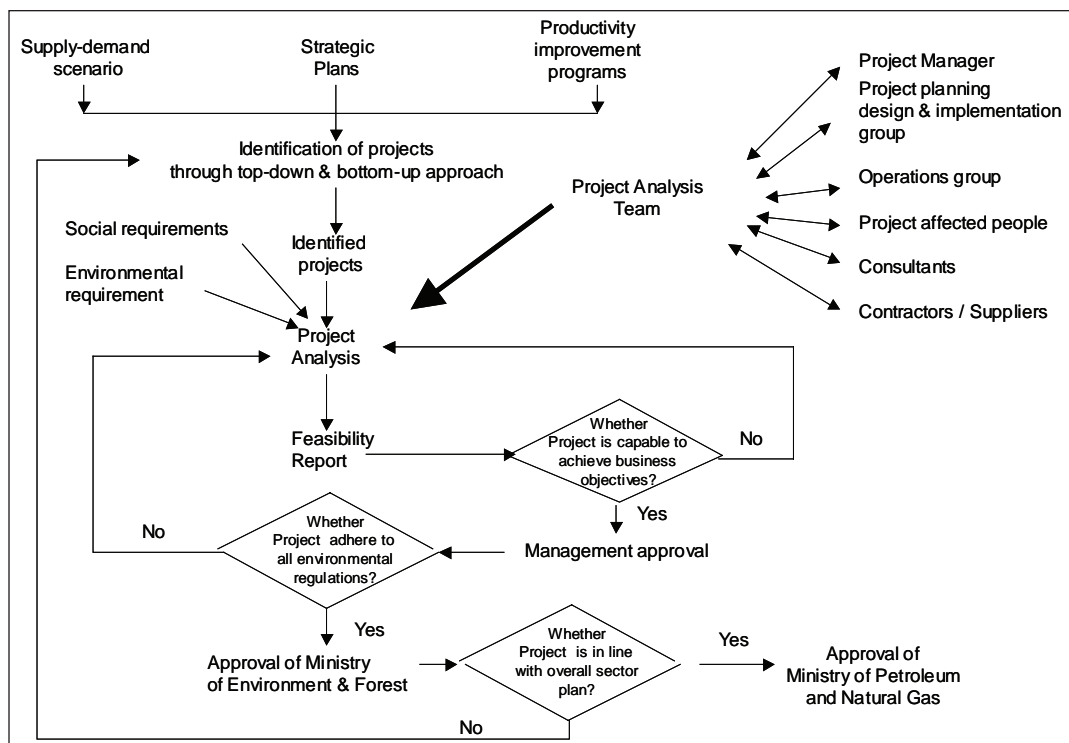 Supply-demand
scenario
Strategic
Plans
Productivity
improvement
programs
Project Manager
Project planning
design & implementation
group
Operations group
Project affected people
Consultants
Contractors / Suppliers
Project Analysis
Team
Identification of projects
through top-down & bottom-up approach
Social requirements
Environmental
requirement
Identified
projects
Project
Analysis
Feasibility
Report
Whether
Project is capable to
achieve business
objectives?
No
Yes
Management approval
Whether
Project adhere to
all environmental
regulations?
No
Yes
Approval of Ministry
of Environment & Forest
Whether
Project is in line
with overall sector
plan?
Yes
Approval of
Ministry of Petroleum
and Natural Gas
No